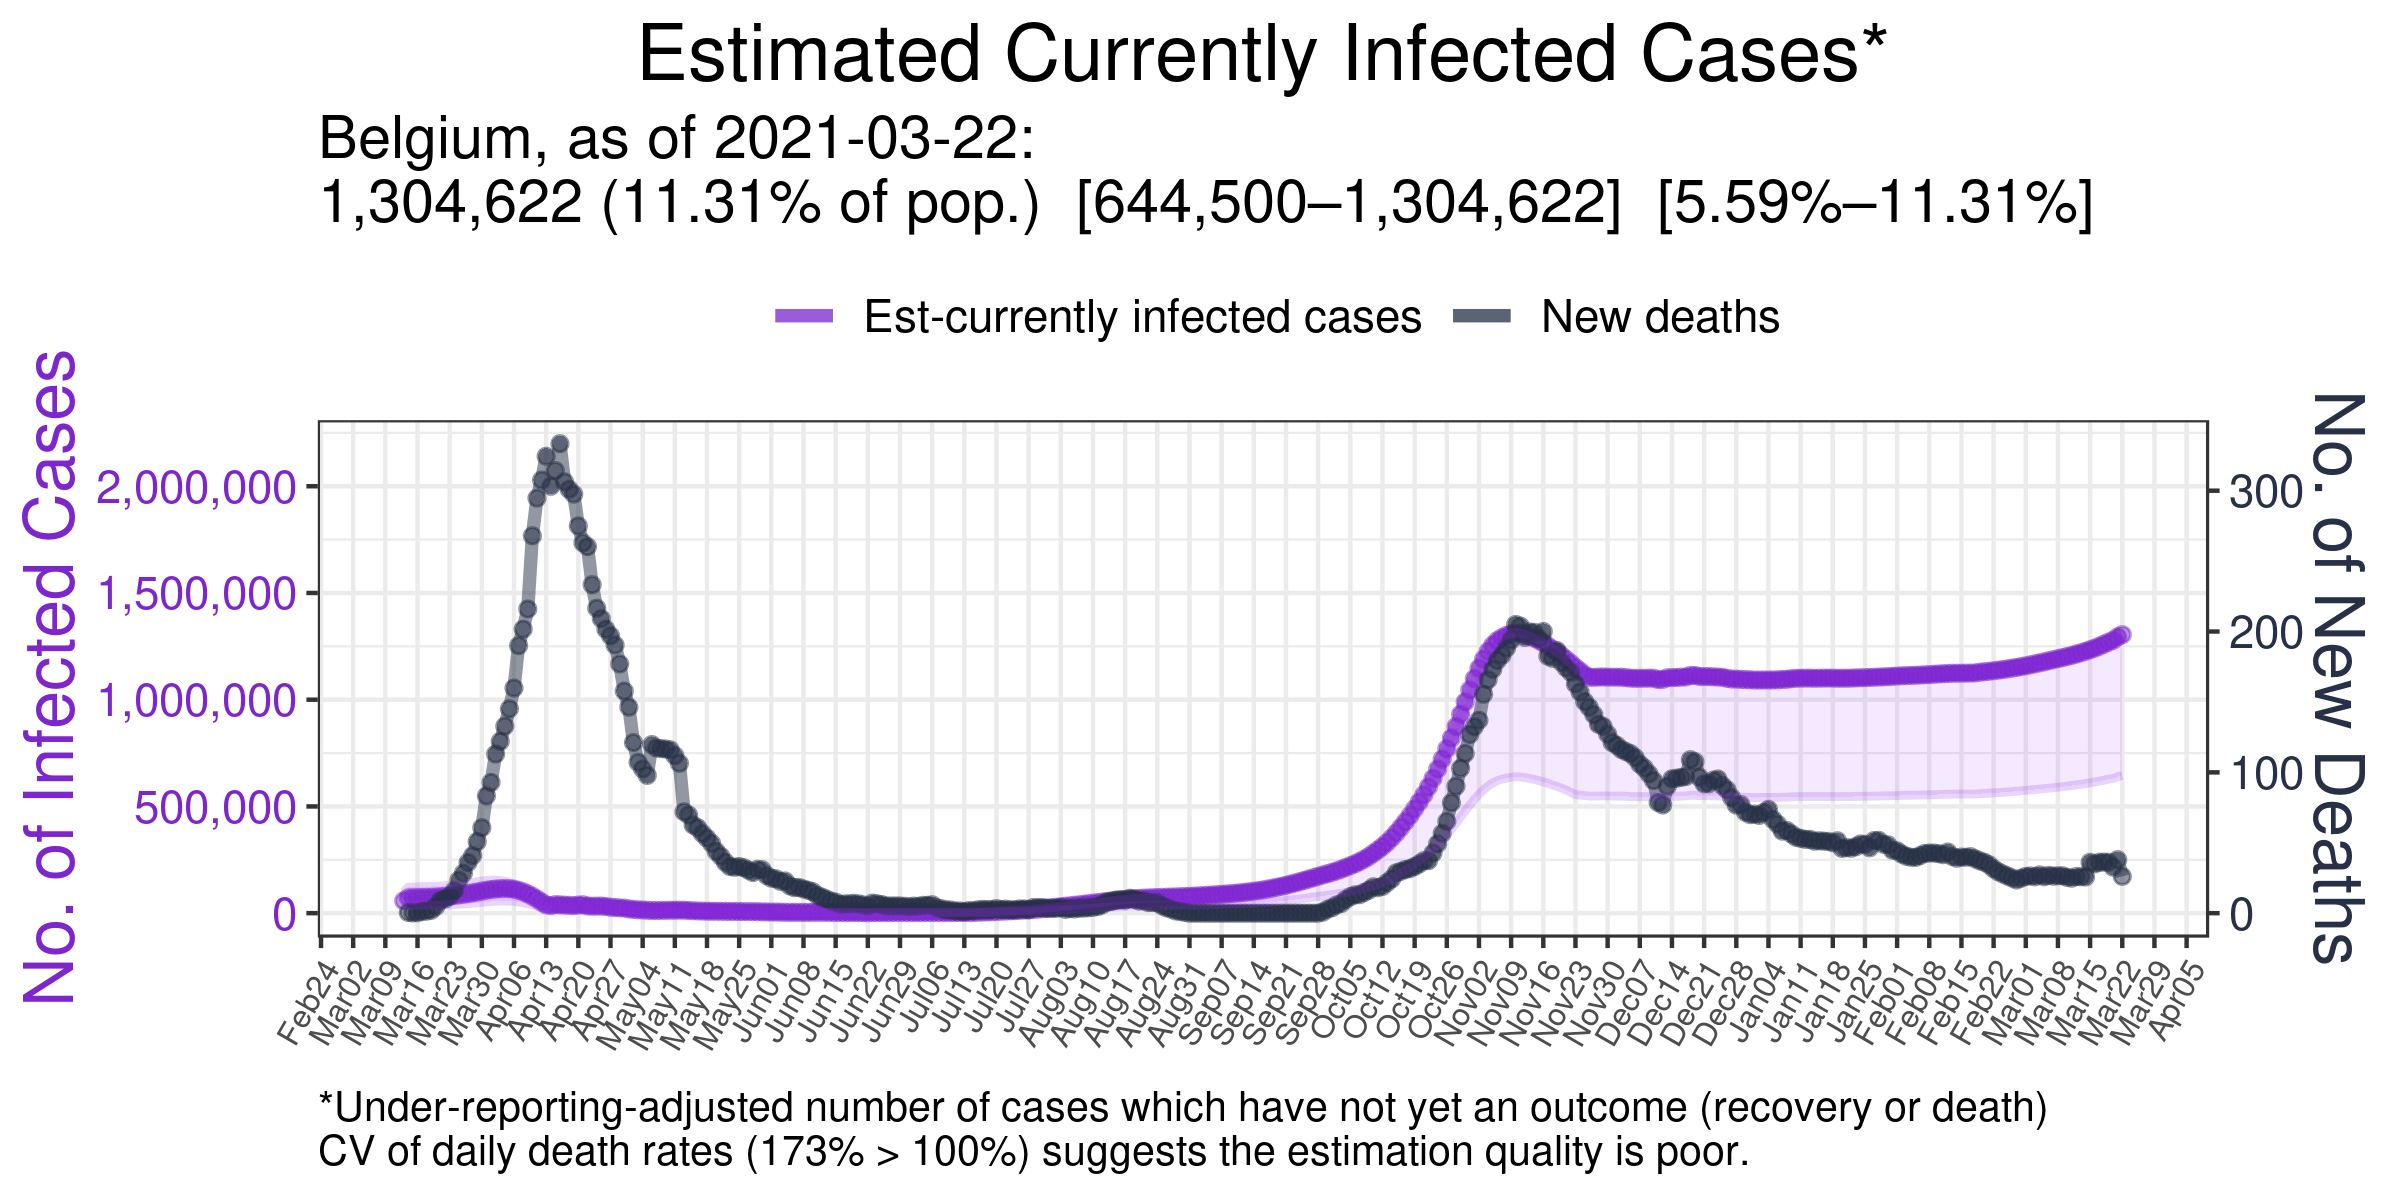 Estimated Currently Infected Cases*
Belgium, as of 2021-03-22:
1,304,622 (11.31% of pop.) [644,500–1,304,622] [5.59%–11.31%]
Est-currently infected cases
New deaths
No. of Infected Cases
2,000,000
1,500,000
1,000,000
500,000
0
300
200
100
0
No. of New Deaths
Feb24
Mar02
Mar09
Mar16
Mar23
Mar30
Apr06
Apr13
Apr20
Apr27
May04
May11
May18
May25
Jun01
Jun08
Jun15
Jun22
Jun29
Jul06
Jul13
Jul20
Jul27
Aug03
Aug10
Aug17
Aug24
Aug31
Sep07
Sep14
Sep21
Sep28
Oct05
Oct12
Oct19
Oct26
Nov02
Nov09
Nov16
Nov23
Nov30
Dec07
Dec14
Dec21
Dec28
Jan04
Jan11
Jan18
Jan25
Feb01
Feb08
Feb15
Feb22
Mar01
Mar08
Mar15
Mar22
Mar29
Apr05
*Under-reporting-adjusted number of cases which have not yet an outcome (recovery or death)
CV of daily death rates (173% > 100%) suggests the estimation quality is poor.